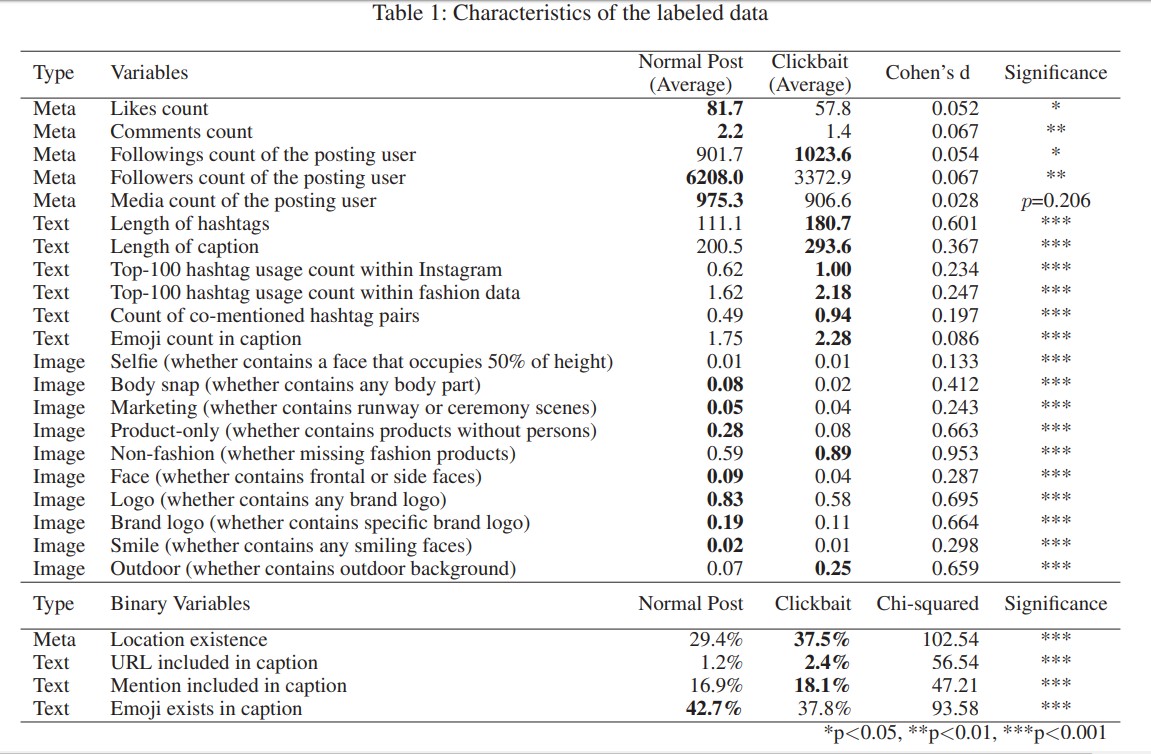 Table 1: Characteristics of the labeled data
Type Variables Normal Post (Average) Clickbait (Average) Cohen's d Significance
Meta Likes count 81.7 57.8 0.052 *
Meta Comments count 2.2 1.4 0.067 **
Meta Followings count of the posting user 901.7 1023.6 0.054 *
Meta Followers count of the posting user 6208.0 3372.9 0.067 **
Meta Media count of the posting user 975.3 906.6 0.028 p=0.206
Text Length of hashtags 111.1 180.7 0.601 ***
Text Length of caption 200.5 293.6 0.367 ***
Text Top-100 hashtag usage count within Instagram 0.62 1.00 0.234 ***
Text Top-100 hashtag usage count within fashion data 1.62 2.18 0.247 ***
Text Count of co-mentioned hashtag pairs 0.49 0.94 0.197 ***
Text Emoji count in caption 1.75 2.28 0.086 ***
Image Selfie (whether contains a face that occupies 50% of height) 0.01 0.01 0.133 ***
Image Body snap (whether contains any body part) 0.08 0.02 0.412 ***
Image Marketing (whether contains runway or ceremony scenes) 0.05 0.04 0.243 ***
Image Product-only (whether contains products without persons) 0.28 0.08 0.663 ***
Image Non-fashion (whether missing fashion products) 0.59 0.89 0.953 ***
Image Face (whether contains frontal or side faces) 0.09 0.04 0.287 ***
Image Logo (whether contains any brand logo) 0.83 0.58 0.695 ***
Image Brand logo (whether contains specific brand logo) 0.19 0.11 0.664 ***
Image Smile (whether contains any smiling faces) 0.02 0.01 0.298 ***
Image Outdoor (whether contains outdoor background) 0.07 0.25 0.659 ***
Type Binary Variables Normal Post Clickbait Chi-squared Significance
Meta Location existence 29.4% 37.5% 102.54 ***
Text URL included in caption 1.2% 2.4% 56.54 ***
Text Mention included in caption 16.9% 18.1% 47.21 ***
Text Emoji exists in caption 42.7% 37.8% 93.58 ***
*p<0.05, **p<0.01, ***p<0.001